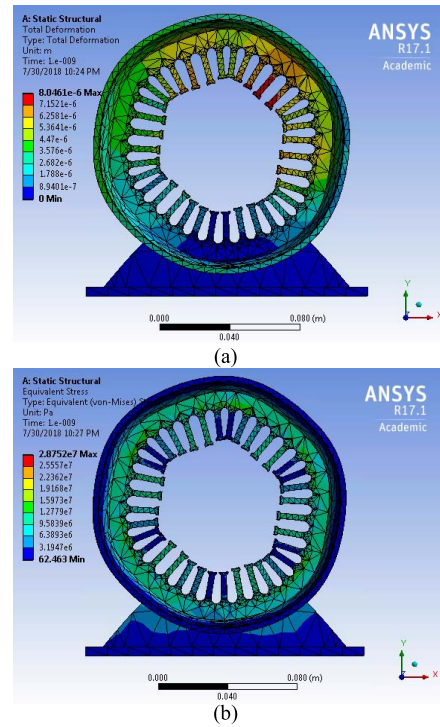 A: Static Structural
Total Deformation
Type: Total Deformation
Unit: m
Time: 1.e-009
7/30/2018 10:24 PM
ANSYS
R17.1
Academic
8.0461e-6 Max
7.1521e-6
6.2581e-6
5.3641e-6
4.47e-6
3.576e-6
2.682e-6
1.788e-6
8.9401e-7
0 Min
0.000
0.080 (m)
0.040
Y
X
(a)
A: Static Structural
Equivalent Stress
Type: Equivalent (von-Mises) S
Unit: Pa
Time: 1.e-009
7/30/2018 10:27 PM
ANSYS
R17.1
Academic
2.8752e7 Max
2.5557e7
2.2362e7
1.9168e7
1.5973e7
1.2779e7
9.5839e6
6.3893e6
3.1947e6
62.463 Min
0.000
0.080 (m)
0.040
Y
X
(b)